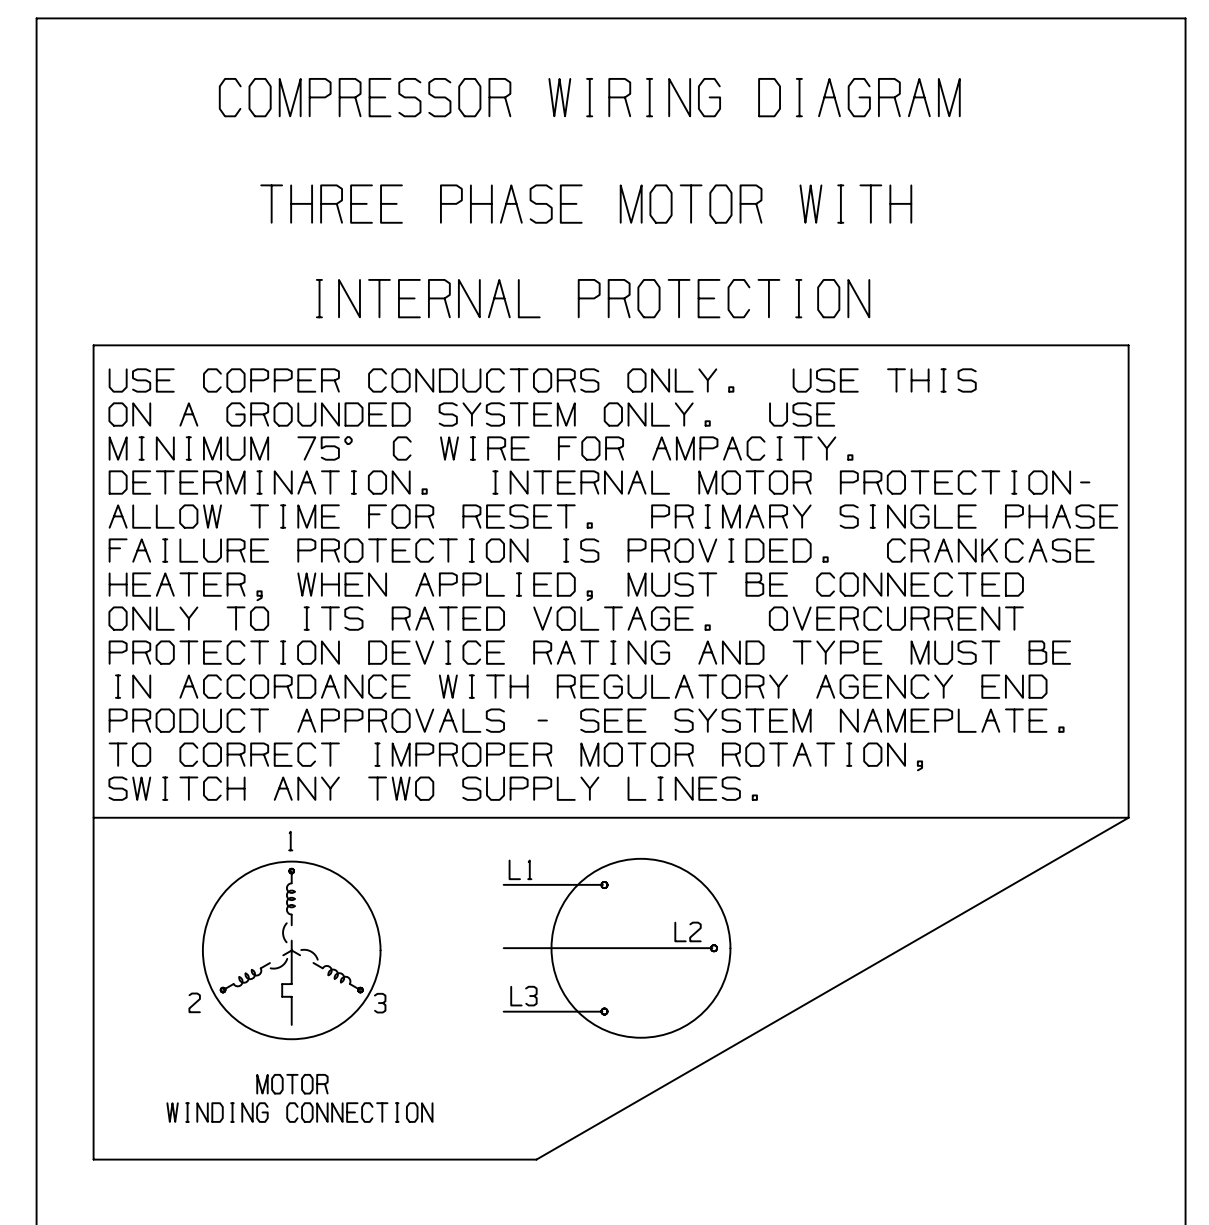 COMPRESSOR WIRING DIAGRAM
THREE PHASE MOTOR WITH
INTERNAL PROTECTION
USE COPPER CONDUCTORS ONLY. USE THIS
ON A GROUNDED SYSTEM ONLY. USE
MINIMUM 75° C WIRE FOR AMPACITY.
DETERMINATION. INTERNAL MOTOR PROTECTION-
ALLOW TIME FOR RESET. PRIMARY SINGLE PHASE
FAILURE PROTECTION IS PROVIDED. CRANKCASE
HEATER, WHEN APPLIED, MUST BE CONNECTED
ONLY TO ITS RATED VOLTAGE. OVERCURRENT
PROTECTION DEVICE RATING AND TYPE MUST BE
IN ACCORDANCE WITH REGULATORY AGENCY END
PRODUCT APPROVALS - SEE SYSTEM NAMEPLATE.
TO CORRECT IMPROPER MOTOR ROTATION,
SWITCH ANY TWO SUPPLY LINES.
1
2
3
MOTOR
WINDING CONNECTION
L1
L2
L3